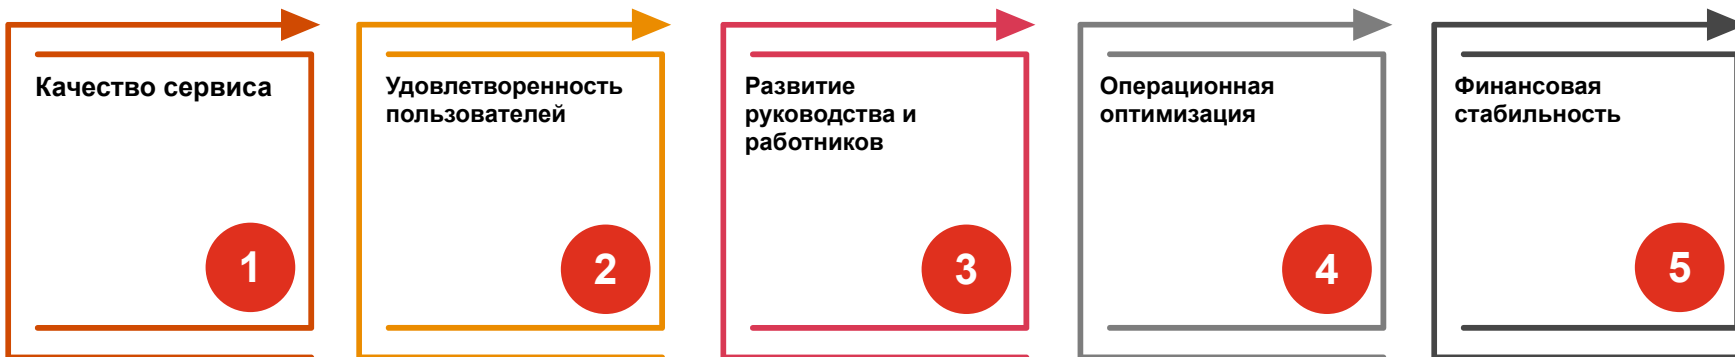 Качество сервиса
1
Удовлетворенность
пользователей
2
Развитие
руководства и
работников
3
Операционная
оптимизация
4
Финансовая
стабильность
5